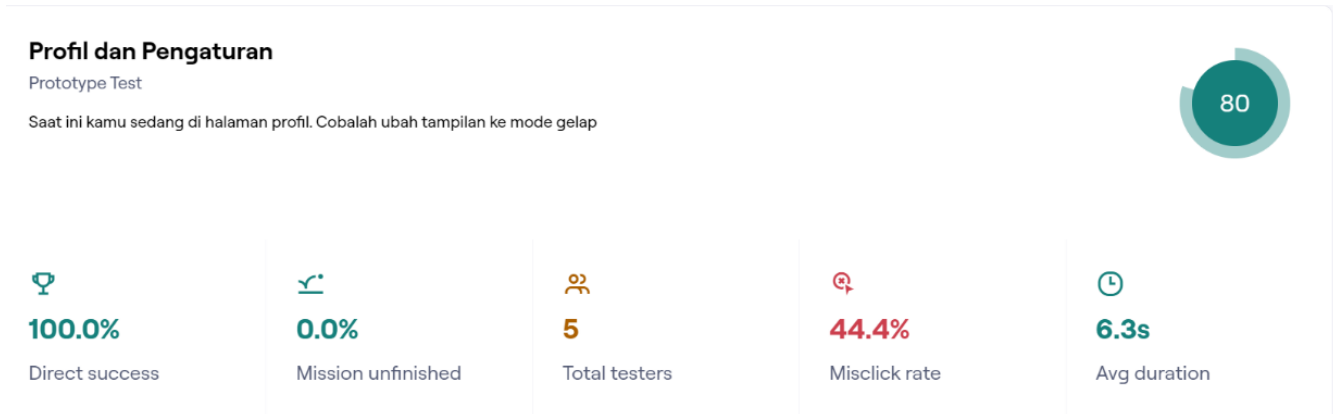 Profil dan Pengaturan
Prototype Test
Saat ini kamu sedang di halaman profil. Cobalah ubah tampilan ke mode gelap
80
100.0%
Direct success
0.0%
Mission unfinished
5
Total testers
44.4%
Misclick rate
6.3s
Avg duration